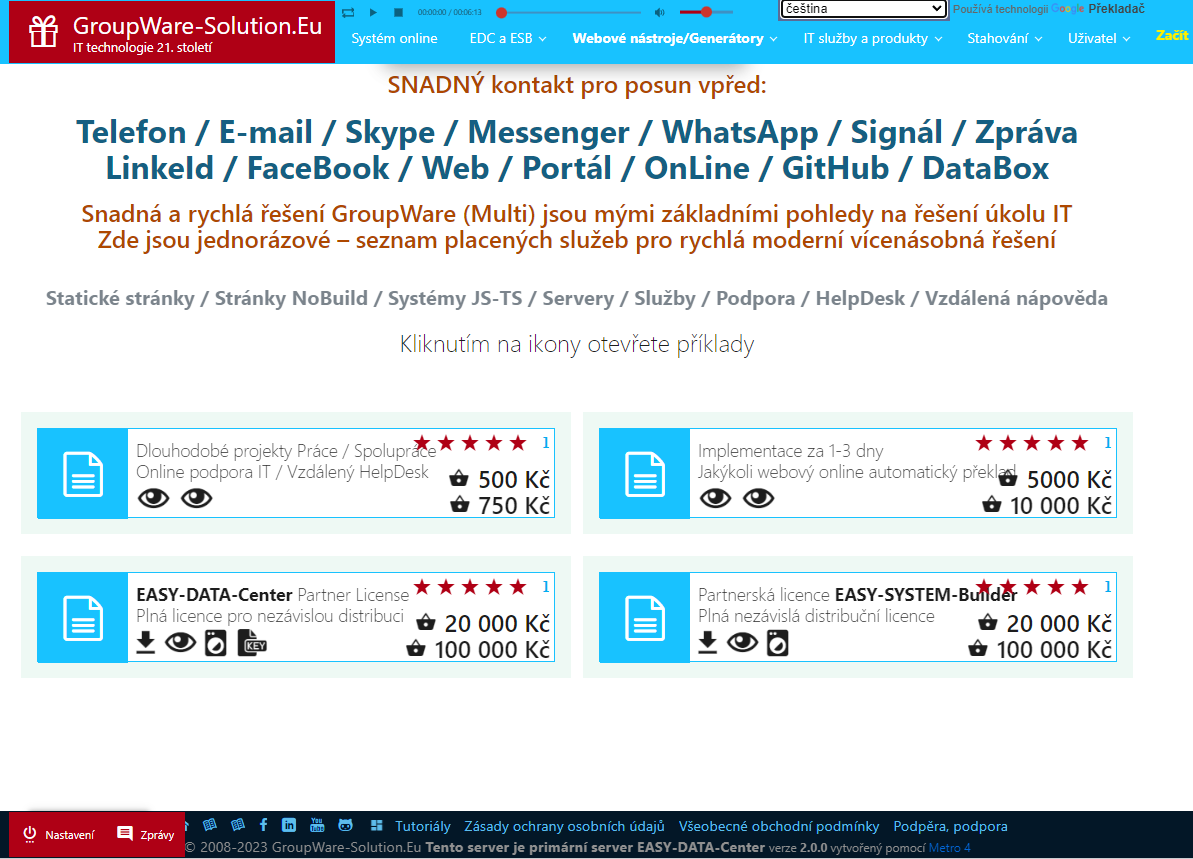 GroupWare-Solution.Eu
IT technologie 21. století
00:00:00 / 00:06:13
čeština
Používá technologii Google Překladač
Systém online
EDC a ESB
Webové nástroje/Generátory
IT služby a produkty
Stahování
Uživatel
Začít
SNADNÝ kontakt pro posun vpřed:
Telefon / E-mail / Skype / Messenger / WhatsApp / Signál / Zpráva
LinkeId / FaceBook / Web / Portál / OnLine / GitHub / DataBox
Snadná a rychlá řešení GroupWare (Multi) jsou mými základními pohledy na řešení úkolu IT
Zde jsou jednorázové – seznam placených služeb pro rychlá moderní vícenásobná řešení
Statické stránky / Stránky NoBuild / Systémy JS-TS / Servery / Služby / Podpora / HelpDesk / Vzdálená nápověda
Kliknutím na ikony otevřete příklady
Dlouhodobé projekty Práce / Spolupráce
1
Online podpora IT / Vzdálený HelpDesk
500 Kč
750 Kč
Implementace za 1-3 dny
1
Jakýkoli webový online automatický překlad
5000 Kč
10 000 Kč
EASY-DATA-Center Partner License
1
Plná licence pro nezávislou distribuci
20 000 Kč
KEY
100 000 Kč
Partnerská licence EASY-SYSTEM-Builder
1
Plná nezávislá distribuční licence
20 000 Kč
100 000 Kč
Nastavení
Zprávy
You Tube
Tutoriály
Zásady ochrany osobních údajů
Všeobecné obchodní podmínky
Podpěra, podpora
© 2008-2023 GroupWare-Solution.Eu Tento server je primární server EASY-DATA-Center verze 2.0.0 vytvořený pomocí Metro 4